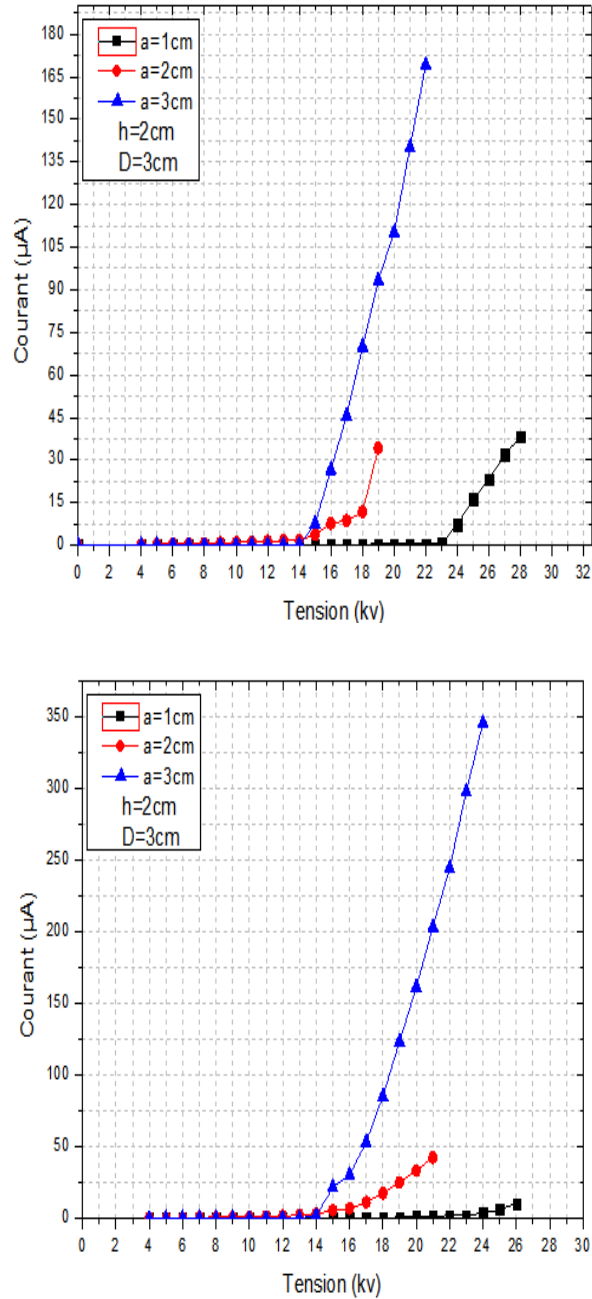 180
165
150
135
120
105
90
75
60
45
30
15
0
Courant (µA)
a=1cm
a=2cm
a=3cm
h=2cm
D=3cm
0 2 4 6 8 10 12 14 16 18 20 22 24 26 28 30 32
Tension (kv)
350
300
250
200
150
100
50
0
Courant (µA)
a=1cm
a=2cm
a=3cm
h=2cm
D=3cm
0 2 4 6 8 10 12 14 16 18 20 22 24 26 28 30
Tension (kv)